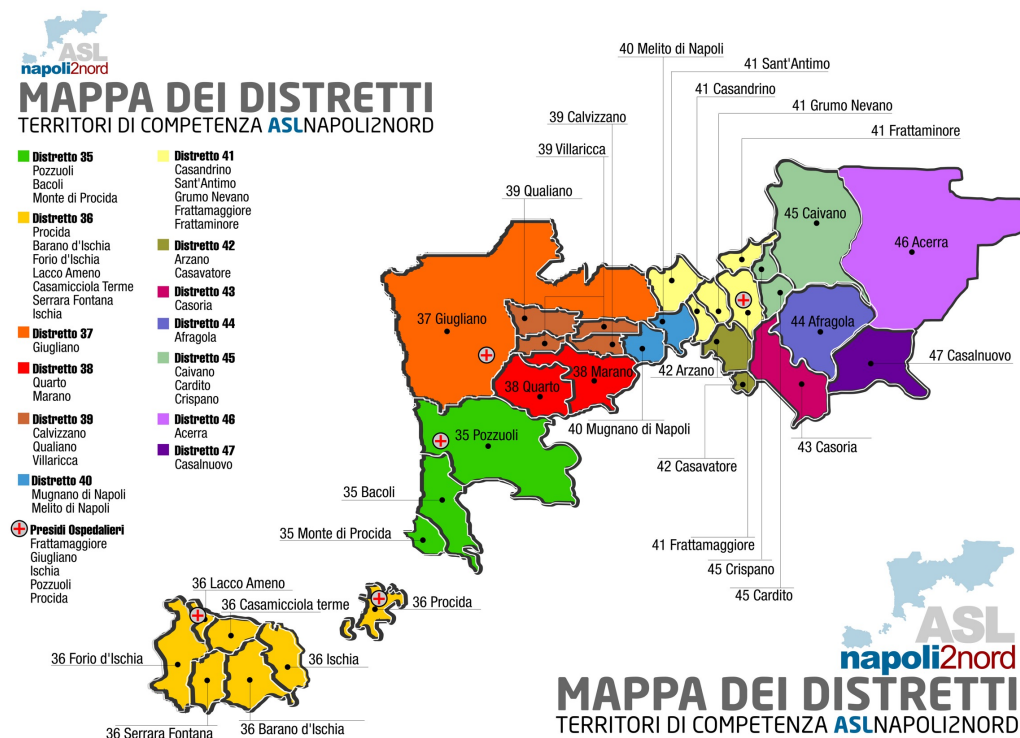 ASL
napoli2nord
MAPPA DEI DISTRETTI
TERRITORI DI COMPETENZA ASLNAPOLI2NORD
Distretto 35
Pozzuoli
Bacoli
Monte di Procida
Distretto 36
Procida
Barano d'Ischia
Forio d'Ischia
Lacco Ameno
Casamicciola Terme
Serrara Fontana
Ischia
Distretto 37
Giugliano
Distretto 38
Quarto
Marano
Distretto 39
Calvizzano
Qualiano
Villaricca
Distretto 40
Mugnano di Napoli
Melito di Napoli
Presidi Ospedalieri
Frattamaggiore
Giugliano
Ischia
Pozzuoli
Procida
Distretto 41
Casandrino
Sant'Antimo
Grumo Nevano
Frattamaggiore
Frattaminore
Distretto 42
Arzano
Casavatore
Distretto 43
Casoria
Distretto 44
Afragola
Distretto 45
Caivano
Cardito
Crispano
Distretto 46
Acerra
Distretto 47
Casalnuovo
40 Melito di Napoli
41 Sant'Antimo
41 Casandrino
41 Grumo Nevano
39 Calvizzano
41 Frattaminore
39 Villaricca
39 Qualiano
45 Caivano
46 Acerra
37 Giugliano
44 Afragola
47 Casalnuovo
42 Arzano
38 Marano
38 Quarto
40 Mugnano di Napoli
35 Pozzuoli
43 Casoria
42 Casavatore
35 Bacoli
35 Monte di Procida
41 Frattamaggiore
45 Crispano
45 Cardito
36 Lacco Ameno
36 Casamicciola terme
36 Procida
36 Forio d'Ischia
36 Ischia
36 Serrara Fontana
36 Barano d'Ischia
ASL
napoli2nord
MAPPA DEI DISTRETTI
TERRITORI DI COMPETENZA ASLNAPOLI2NORD